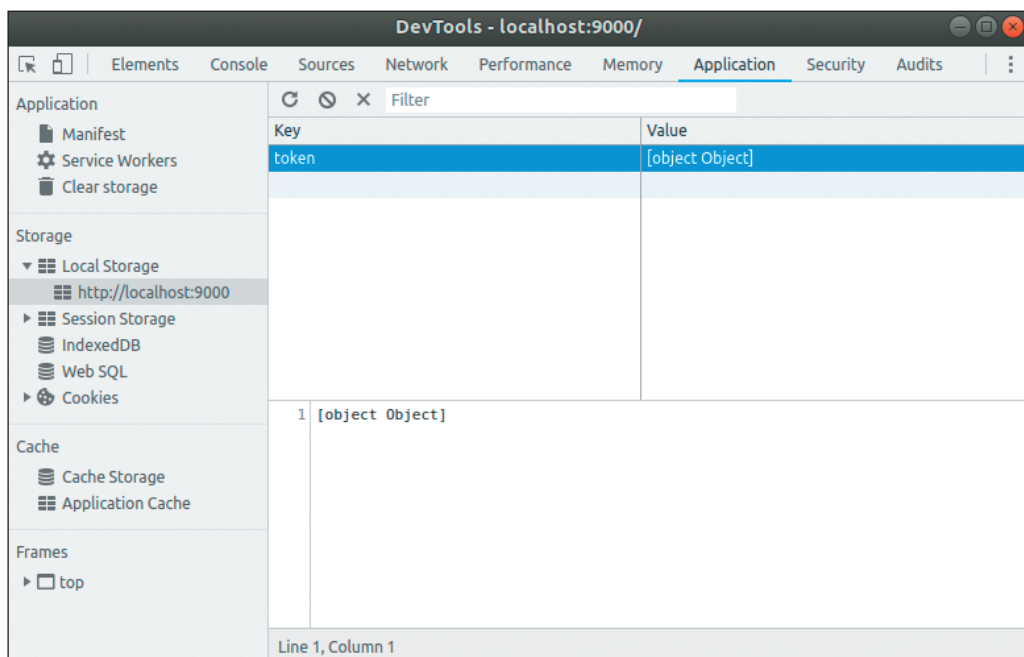 DevTools - localhost:9000/
Elements Console Sources Network Performance Memory Application Security Audits
Application
Manifest
Service Workers
Clear storage
Storage
Local Storage
http://localhost:9000
Session Storage
IndexedDB
Web SQL
Cookies
Cache
Cache Storage
Application Cache
Frames
top
Filter
Key Value
token [object Object]
1 [object Object]
Line 1, Column 1